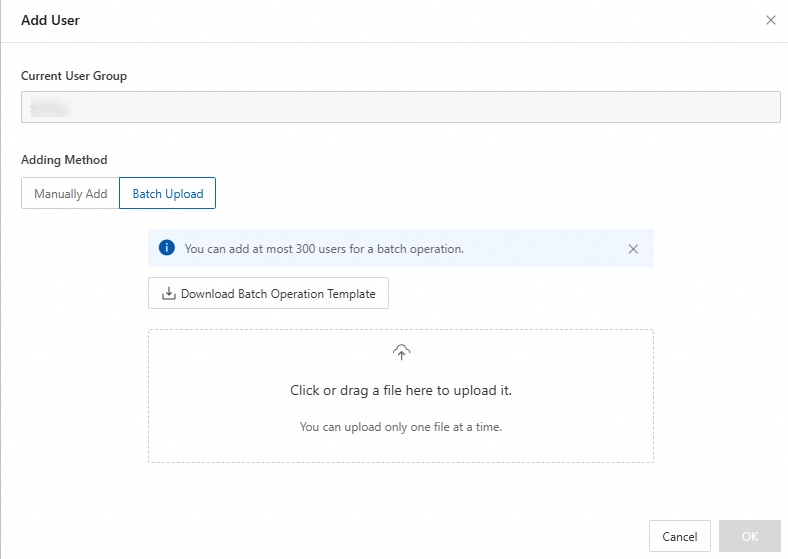 Add User
Current User Group
Adding Method
Manually Add
Batch Upload
You can add at most 300 users for a batch operation.
Download Batch Operation Template
Click or drag a file here to upload it.
You can upload only one file at a time.
Cancel
OK